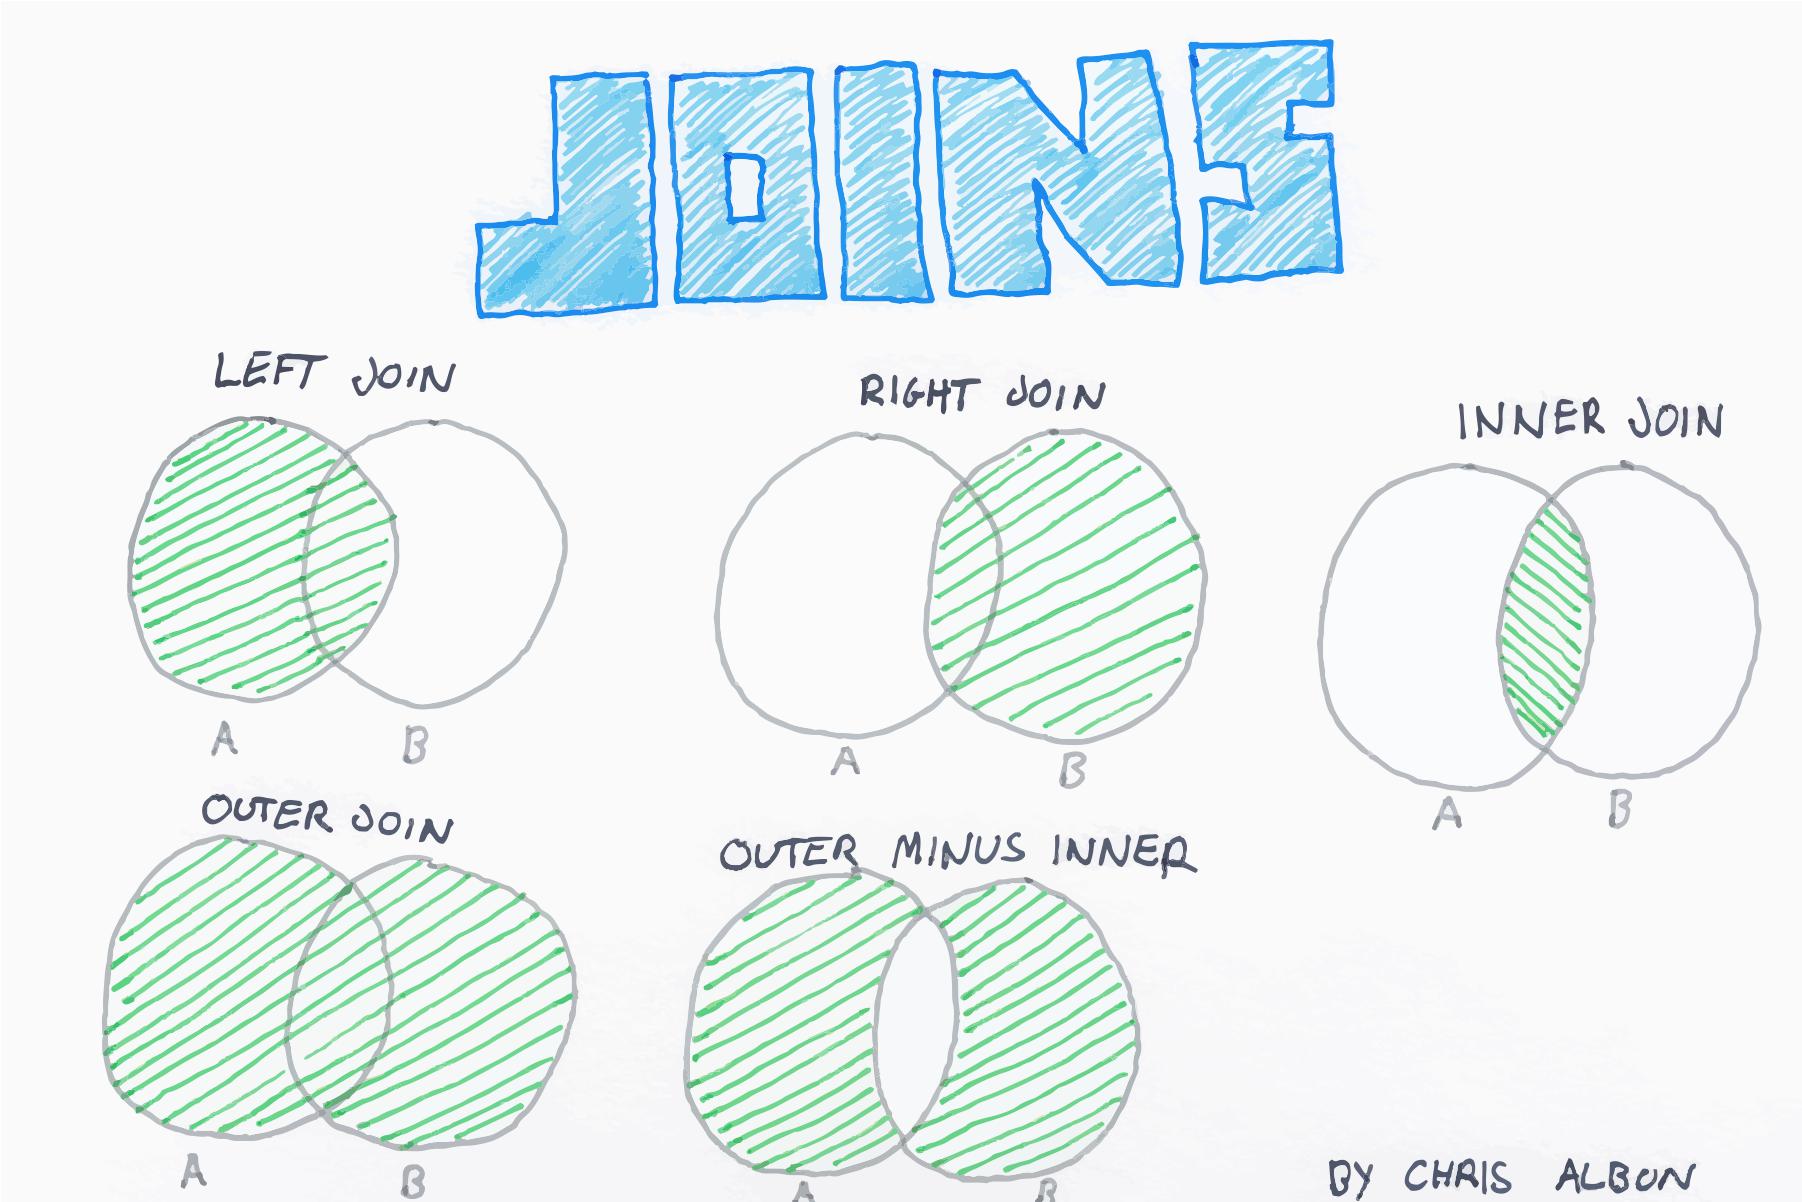 JOINS
LEFT JOIN
RIGHT JOIN
INNER JOIN
A B
A B
A B
OUTER JOIN
OUTER MINUS INNER
A B
A B
BY CHRIS ALBON